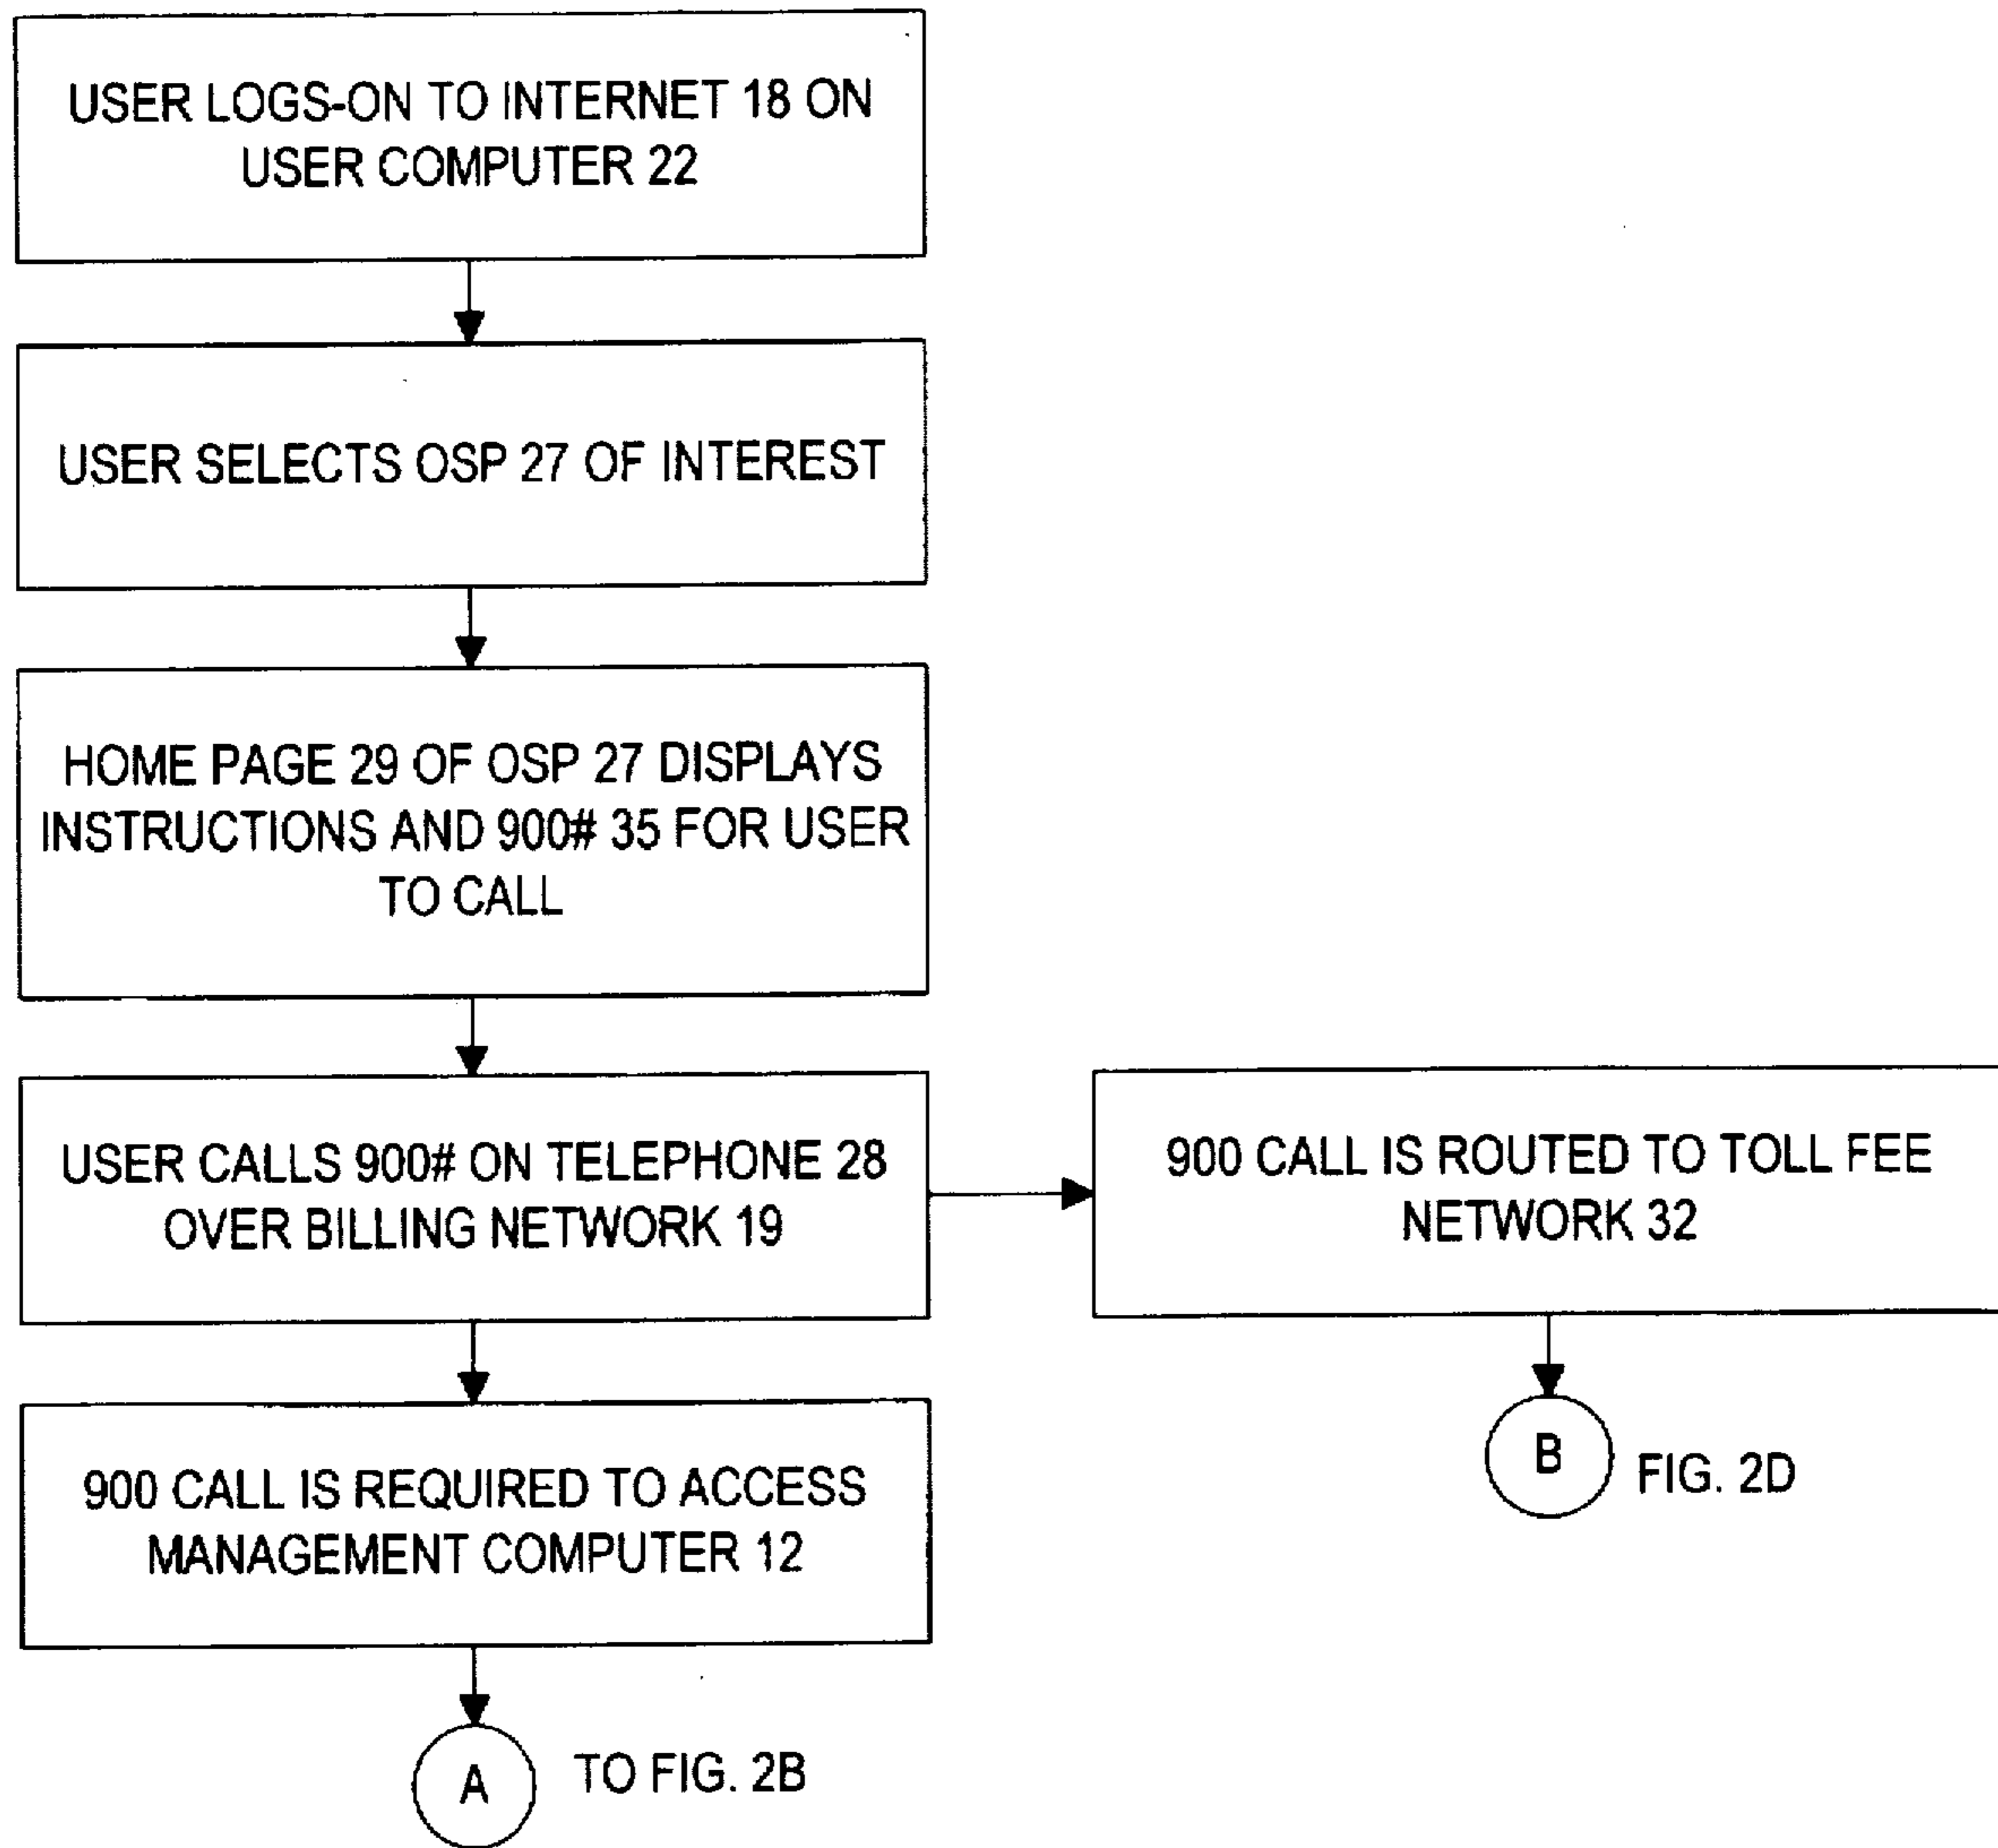 USER LOGS-ON TO INTERNET 18 ON
USER COMPUTER 22
USER SELECTS OSP 27 OF INTEREST
HOME PAGE 29 OF OSP 27 DISPLAYS
INSTRUCTIONS AND 900# 35 FOR USER
TO CALL
USER CALLS 900# ON TELEPHONE 28
OVER BILLING NETWORK 19
900 CALL IS ROUTED TO TOLL FEE
NETWORK 32
B
FIG. 2D
900 CALL IS REQUIRED TO ACCESS
MANAGEMENT COMPUTER 12
A
TO FIG. 2B